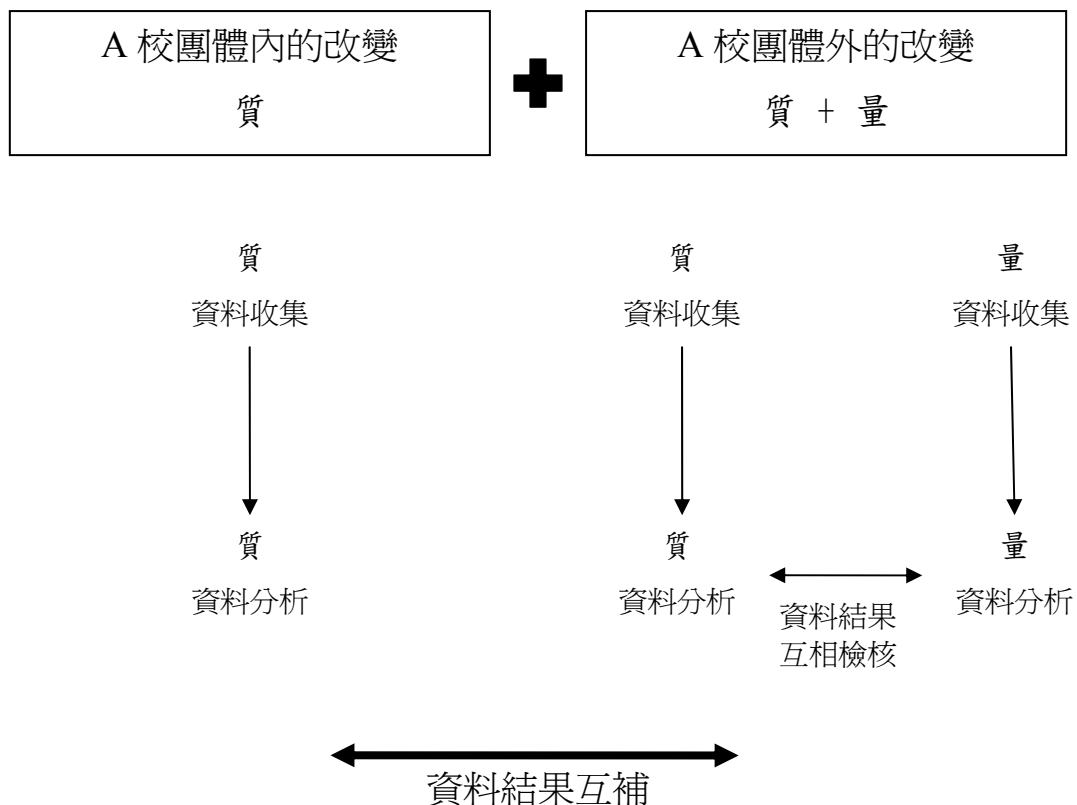 A 校團體內的改變
質
A 校團體外的改變
質 + 量
質
資料收集
質
資料收集
量
資料收集
質
資料分析
質
資料分析
量
資料分析
資料結果
互相檢核
資料結果互補